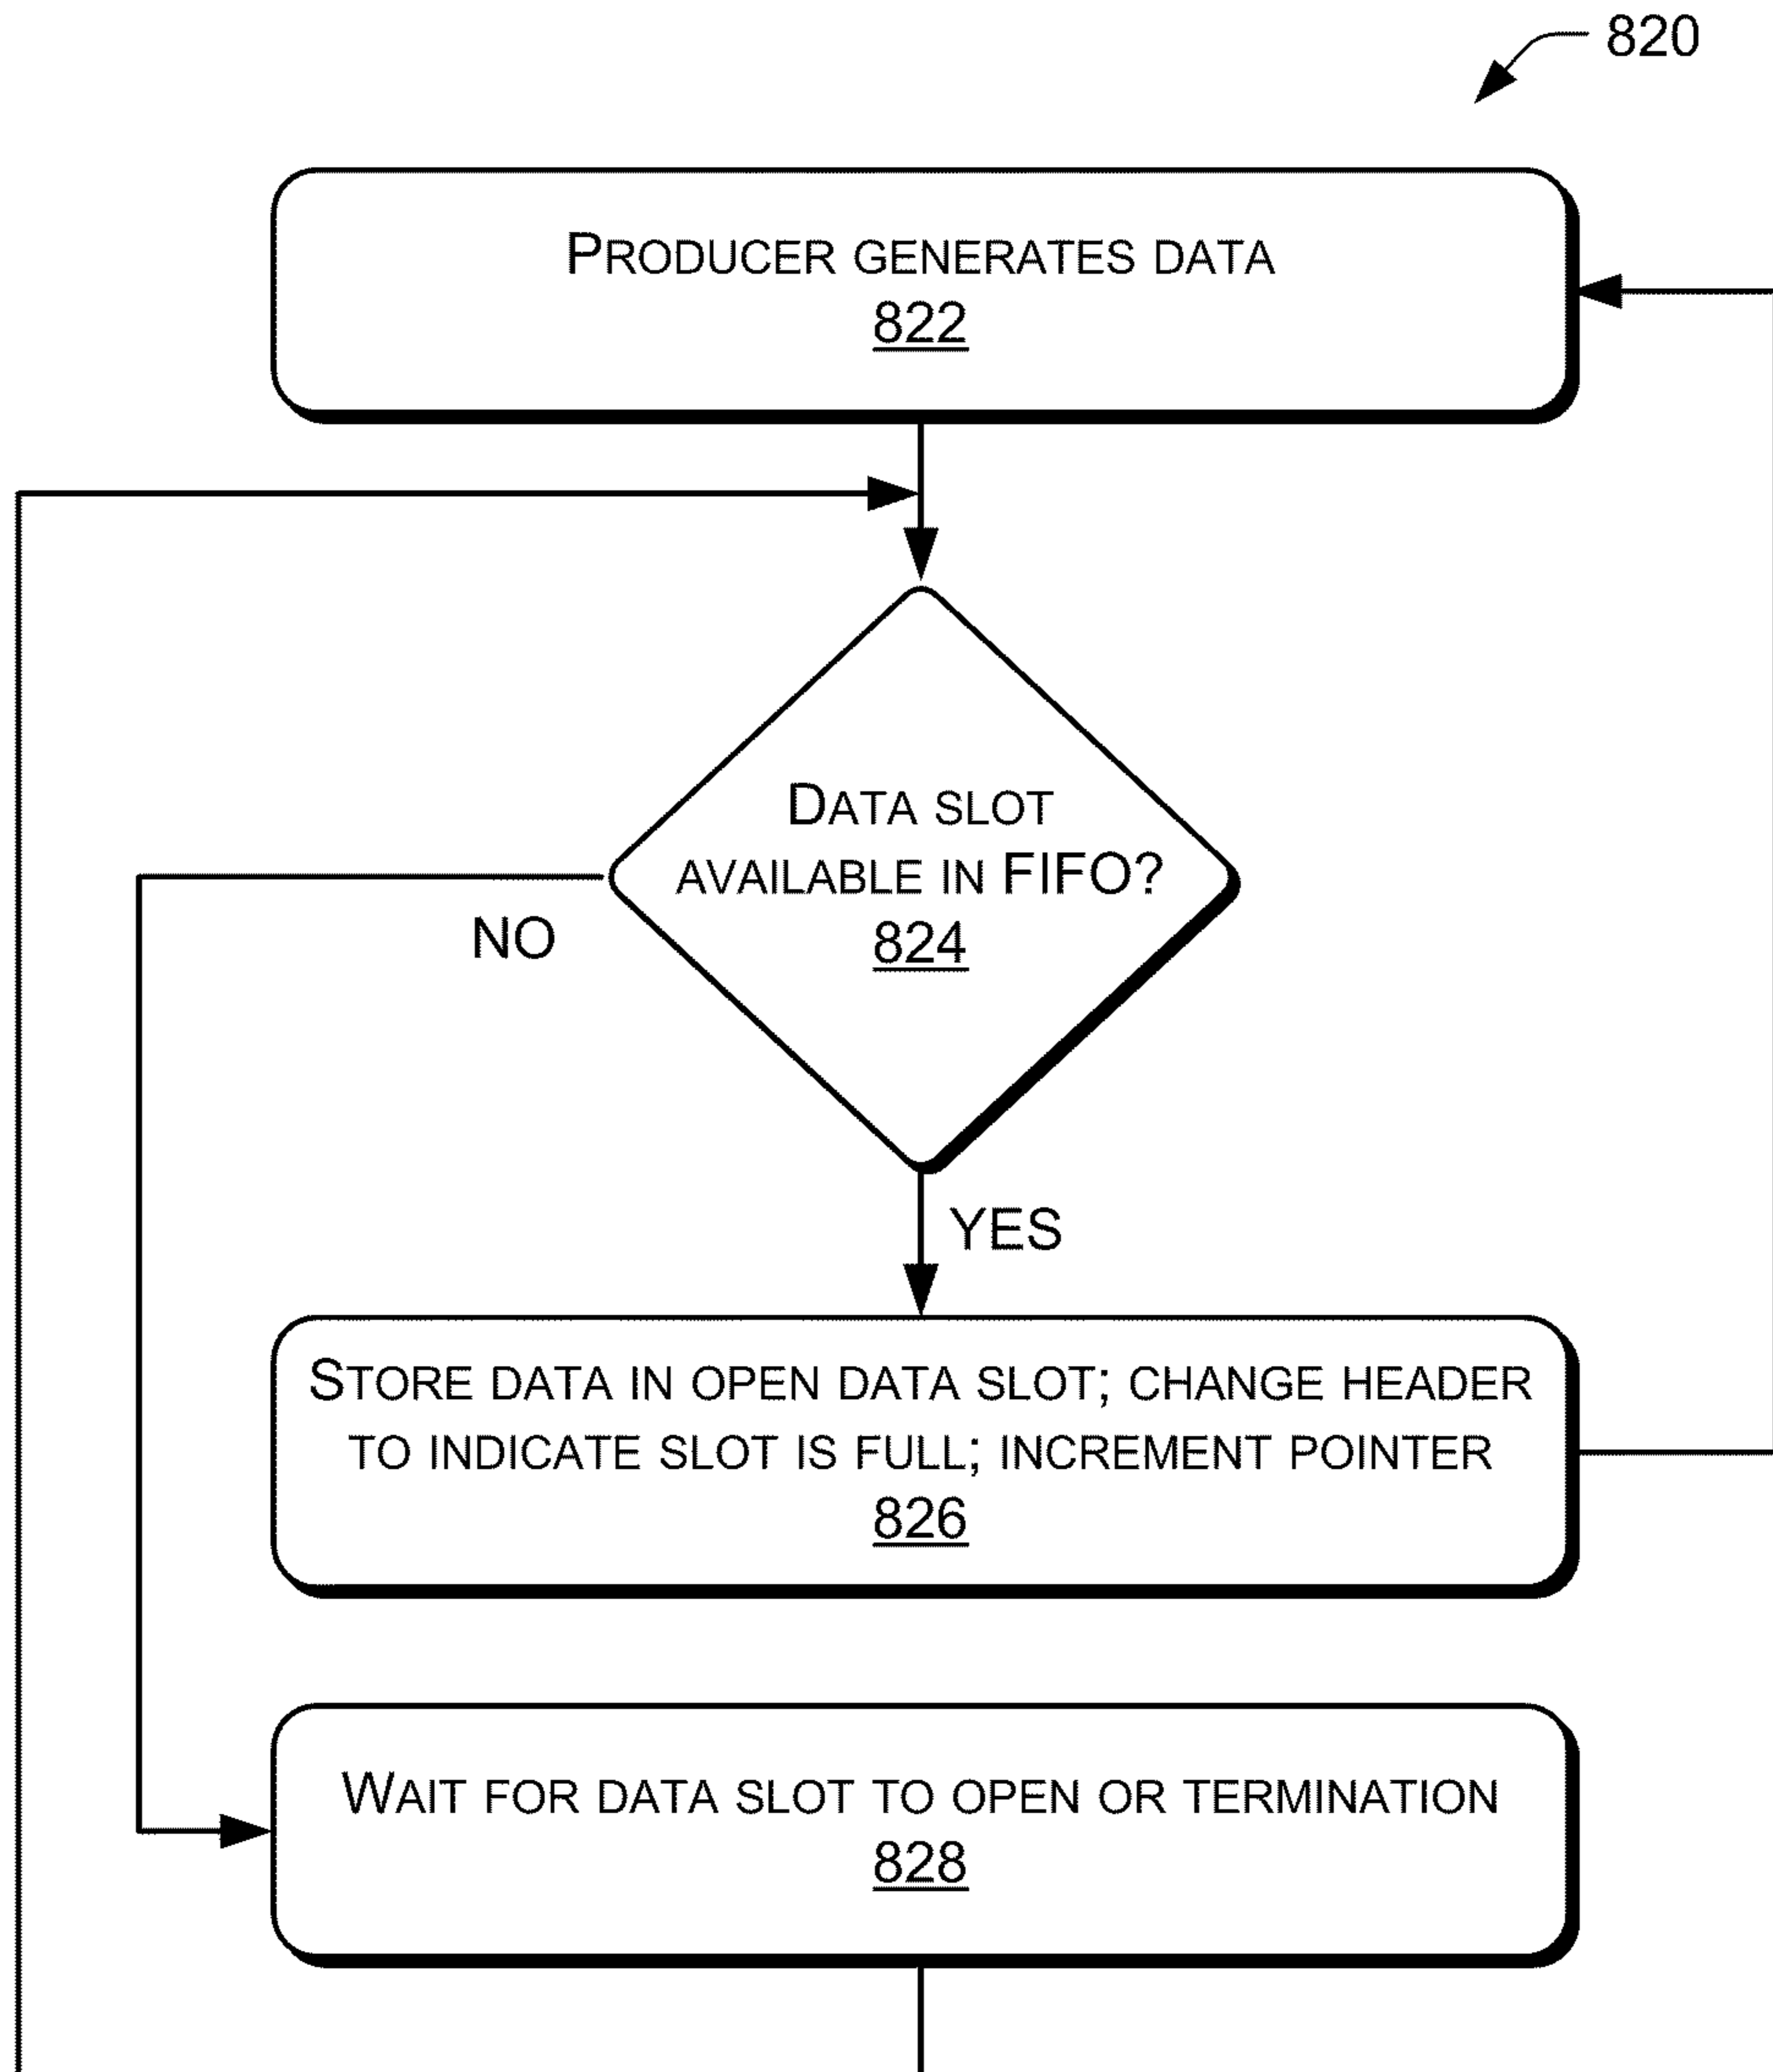 820
PRODUCER GENERATES DATA
822
DATA SLOT
AVAILABLE IN FIFO?
824
NO
YES
STORE DATA IN OPEN DATA SLOT; CHANGE HEADER
TO INDICATE SLOT IS FULL; INCREMENT POINTER
826
WAIT FOR DATA SLOT TO OPEN OR TERMINATION
828